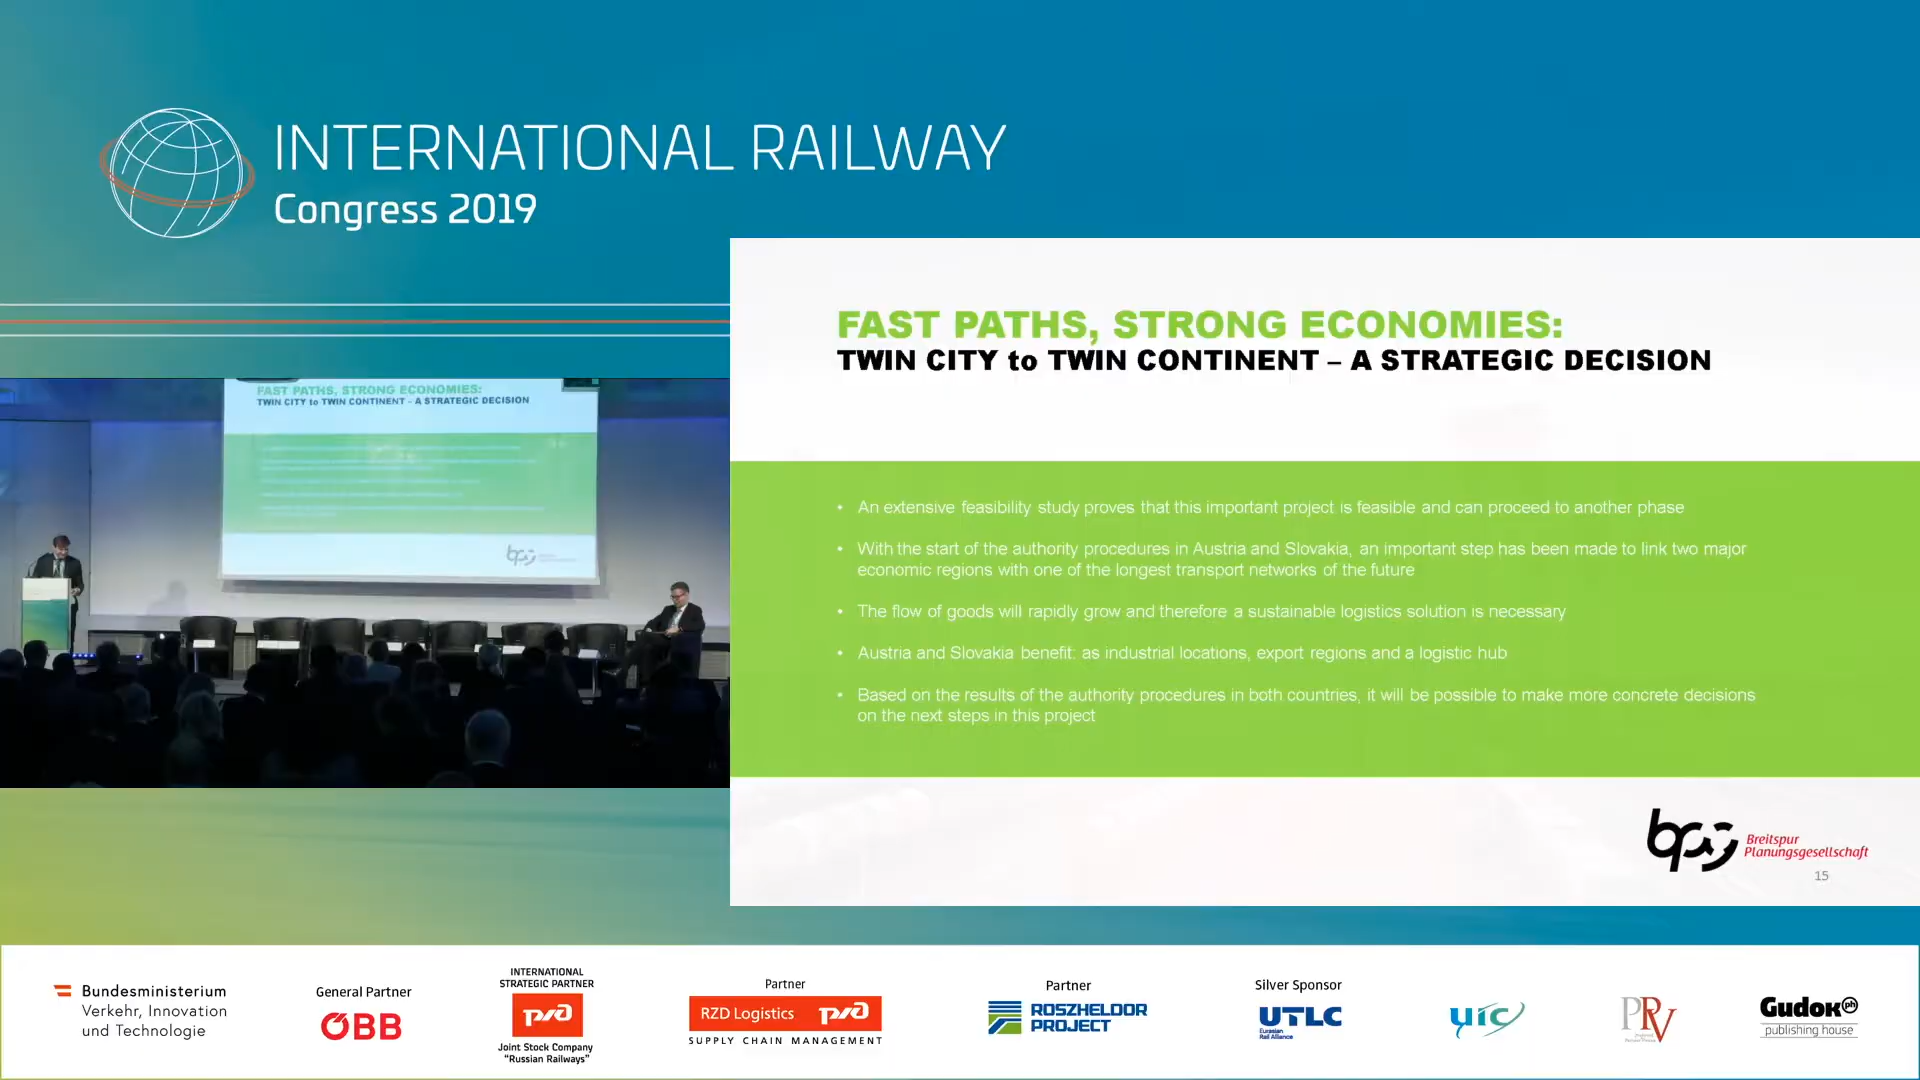 INTERNATIONAL RAILWAY
Congress 2019
FAST PATHS, STRONG ECONOMIES:
TWIN CITY to TWIN CONTINENT – A STRATEGIC DECISION
FAST PATHS, STRONG ECONOMIES:
TWIN CITY to TWIN CONTINENT – A STRATEGIC DECISION
• An extensive feasibility study proves that this important project is feasible and can proceed to another phase
• With the start of the authority procedures in Austria and Slovakia, an important step has been made to link two major
economic regions with one of the longest transport networks of the future
• The flow of goods will rapidly grow and therefore a sustainable logistics solution is necessary
• Austria and Slovakia benefit: as industrial locations, export regions and a logistic hub
• Based on the results of the authority procedures in both countries, it will be possible to make more concrete decisions
on the next steps in this project
Breitspur
Planungsgesellschaft
15
Bundesministerium
Verkehr, Innovation
und Technologie
General Partner
ÖBB
INTERNATIONAL
STRATEGIC PARTNER
Joint Stock Company
"Russian Railways"
Partner
RZD Logistics
SUPPLY CHAIN MANAGEMENT
Partner
ROSZHELDOR
PROJECT
Silver Sponsor
UTLC
Eurasian
Rail Alliance
uic
PRV
Gudok ph
publishing house